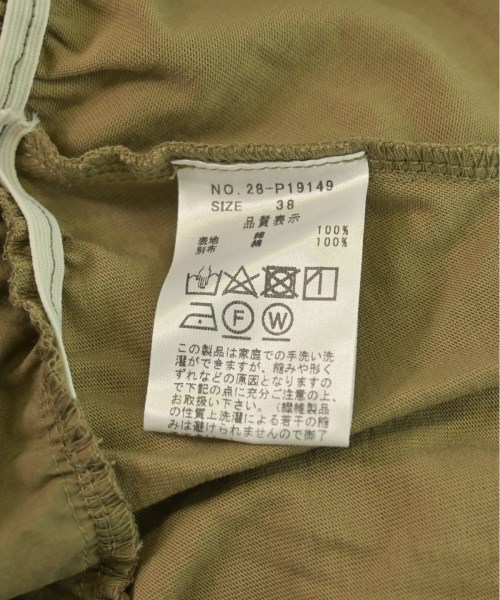 NO. 28-P19149
SIZE 38
品質表示
表地 綿 100%
別布 綿 100%
F W
この製品は家庭での手洗い洗
濯ができますが、縮みや形く
ずれなどの原因となりますの
で下記の点に充分ご注意の上、
お取扱い下さい。(繊維製品
の性質上洗濯による若干の縮
みは避けられませんので御了